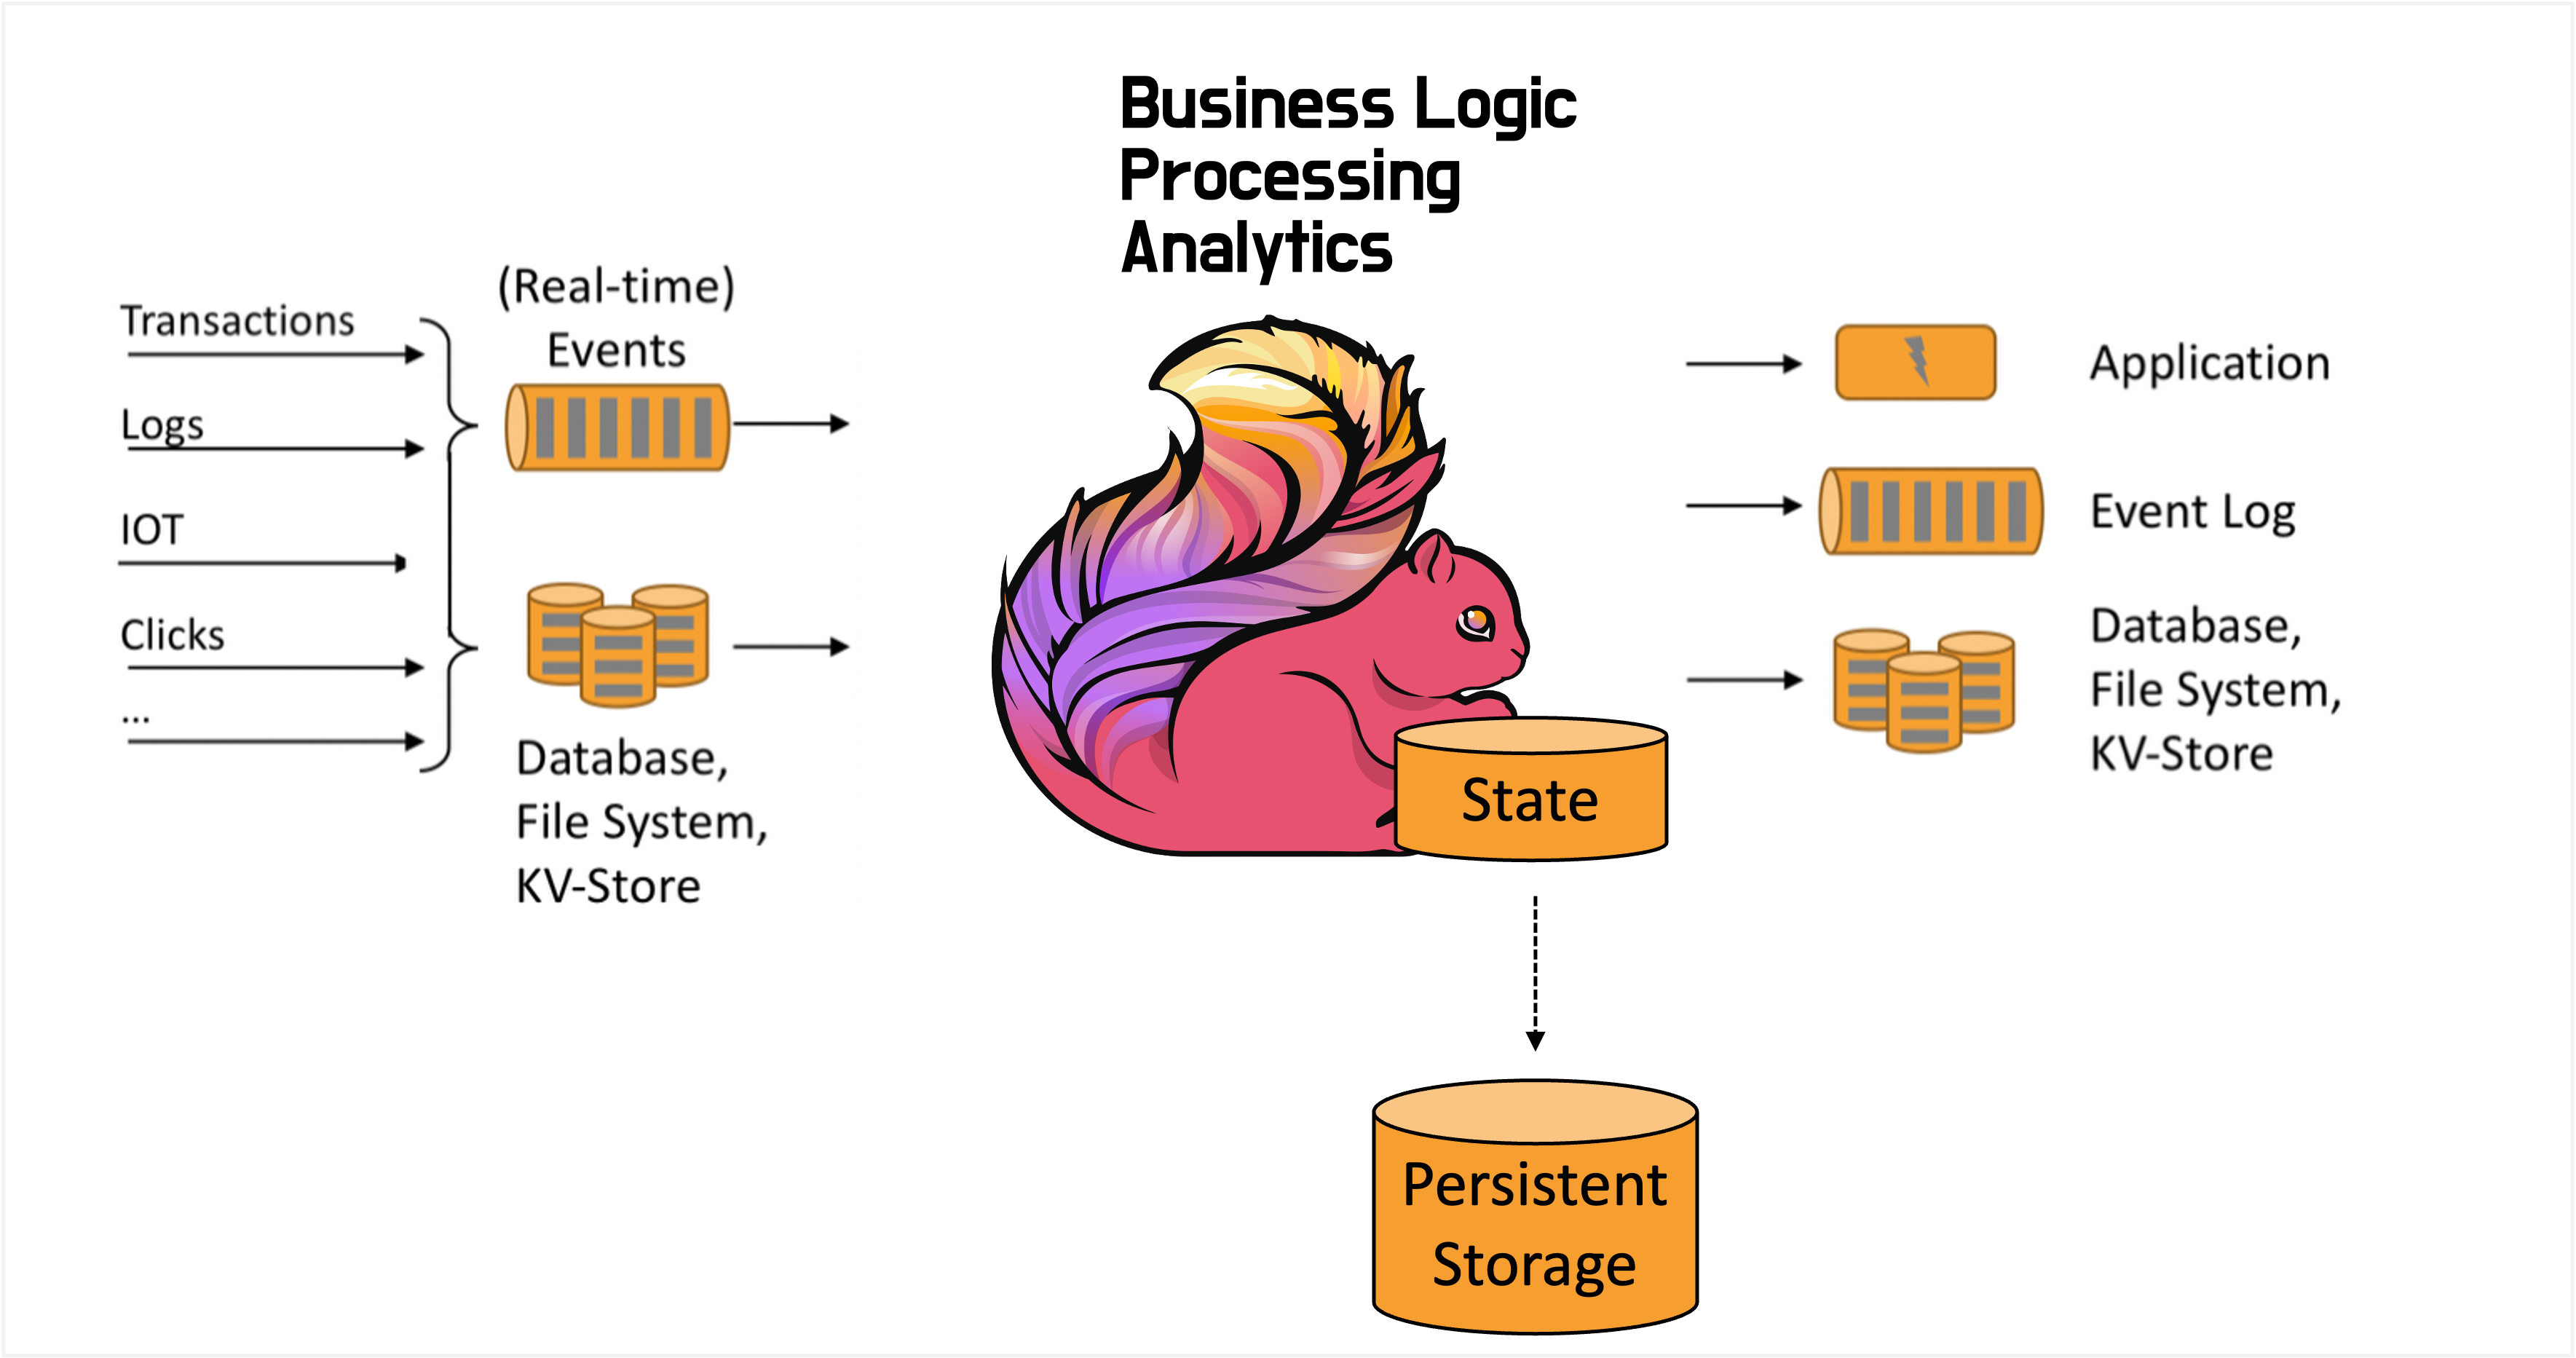 Business Logic
Processing
Analytics
Transactions
Logs
IOT
Clicks
...
(Real-time)
Events
Database,
File System,
KV-Store
State
Persistent
Storage
Application
Event Log
Database,
File System,
KV-Store